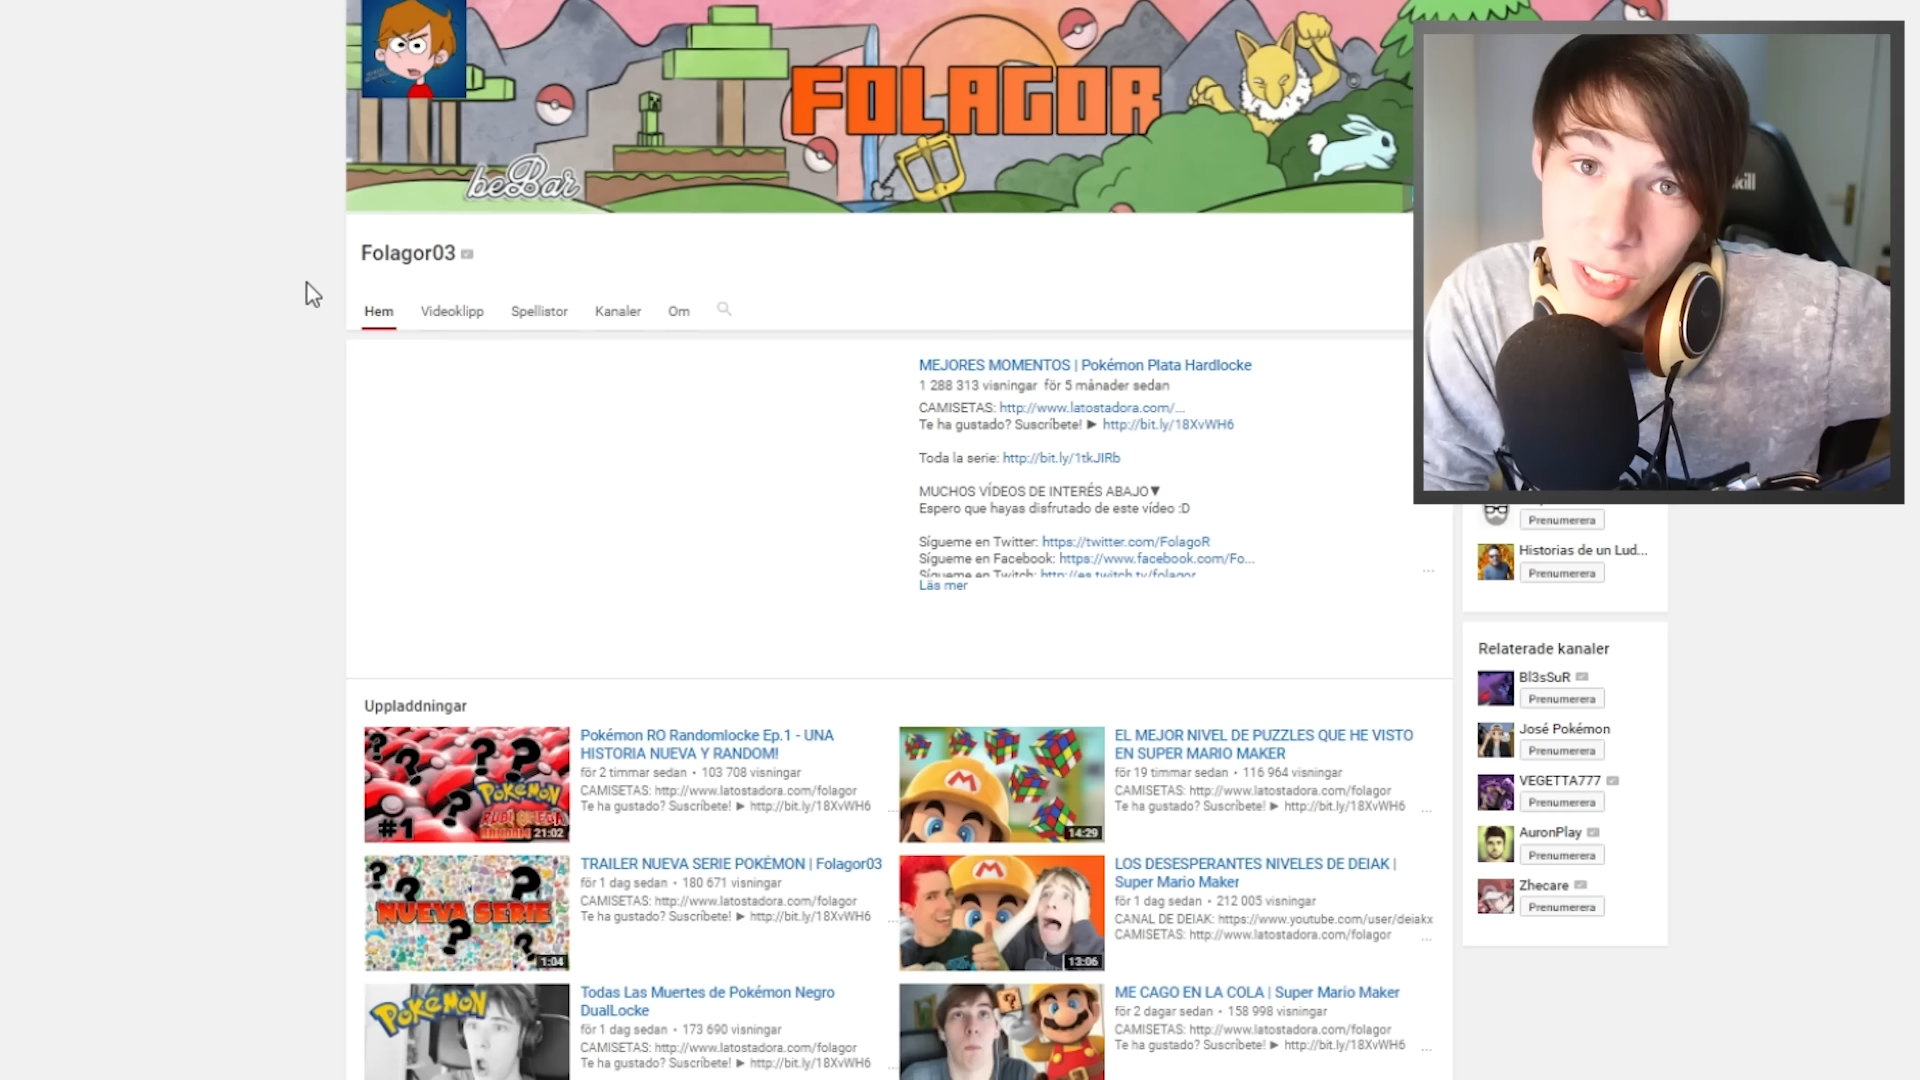 FOLAGOR
beBar
Folagor03
Hem Videoklipp Spellistor Kanaler Om
MEJORES MOMENTOS | Pokémon Plata Hardlocke
1 288 313 visningar för 5 månader sedan
CAMISETAS: http://www.latostadora.com/...
Te ha gustado? Suscríbete! ► http://bit.ly/18XvWH6
Toda la serie: http://bit.ly/1tkJIRb
MUCHOS VÍDEOS DE INTERÉS ABAJO▼
Espero que hayas disfrutado de este vídeo :D
Sígueme en Twitter: https://twitter.com/FolagoR
Sígueme en Facebook: https://www.facebook.com/Fo...
Sígueme en Twitch: http://es.twitch.tv/folagor
Läs mer
Prenumerera
Historias de un Lud...
Prenumerera
Relaterade kanaler
Bl3sSuR
Prenumerera
José Pokémon
Prenumerera
VEGETTA777
Prenumerera
AuronPlay
Prenumerera
Zhecare
Prenumerera
Uppladdningar
POKéMON
RUBI OMEGA
RANDOM
#1
21:02
Pokémon RO Randomlocke Ep.1 - UNA
HISTORIA NUEVA Y RANDOM!
för 2 timmar sedan • 103 708 visningar
CAMISETAS: http://www.latostadora.com/folagor
Te ha gustado? Suscríbete! ► http://bit.ly/18XvWH6
14:29
EL MEJOR NIVEL DE PUZZLES QUE HE VISTO
EN SUPER MARIO MAKER
för 19 timmar sedan • 116 964 visningar
CAMISETAS: http://www.latostadora.com/folagor
Te ha gustado? Suscríbete! ► http://bit.ly/18XvWH6
NUEVA SERIE
1:04
TRAILER NUEVA SERIE POKÉMON | Folagor03
för 1 dag sedan • 180 671 visningar
CAMISETAS: http://www.latostadora.com/folagor
Te ha gustado? Suscríbete! ► http://bit.ly/18XvWH6
13:06
LOS DESESPERANTES NIVELES DE DEIAK |
Super Mario Maker
för 1 dag sedan • 212 005 visningar
CANAL DE DEIAK: https://www.youtube.com/user/deiakx
CAMISETAS: http://www.latostadora.com/folagor
POKéMON
Todas Las Muertes de Pokémon Negro
DualLocke
för 1 dag sedan • 173 690 visningar
CAMISETAS: http://www.latostadora.com/folagor
Te ha gustado? Suscríbete! ► http://bit.ly/18XvWH6
ME CAGO EN LA COLA | Super Mario Maker
för 2 dagar sedan • 158 998 visningar
CAMISETAS: http://www.latostadora.com/folagor
Te ha gustado? Suscríbete! ► http://bit.ly/18XvWH6